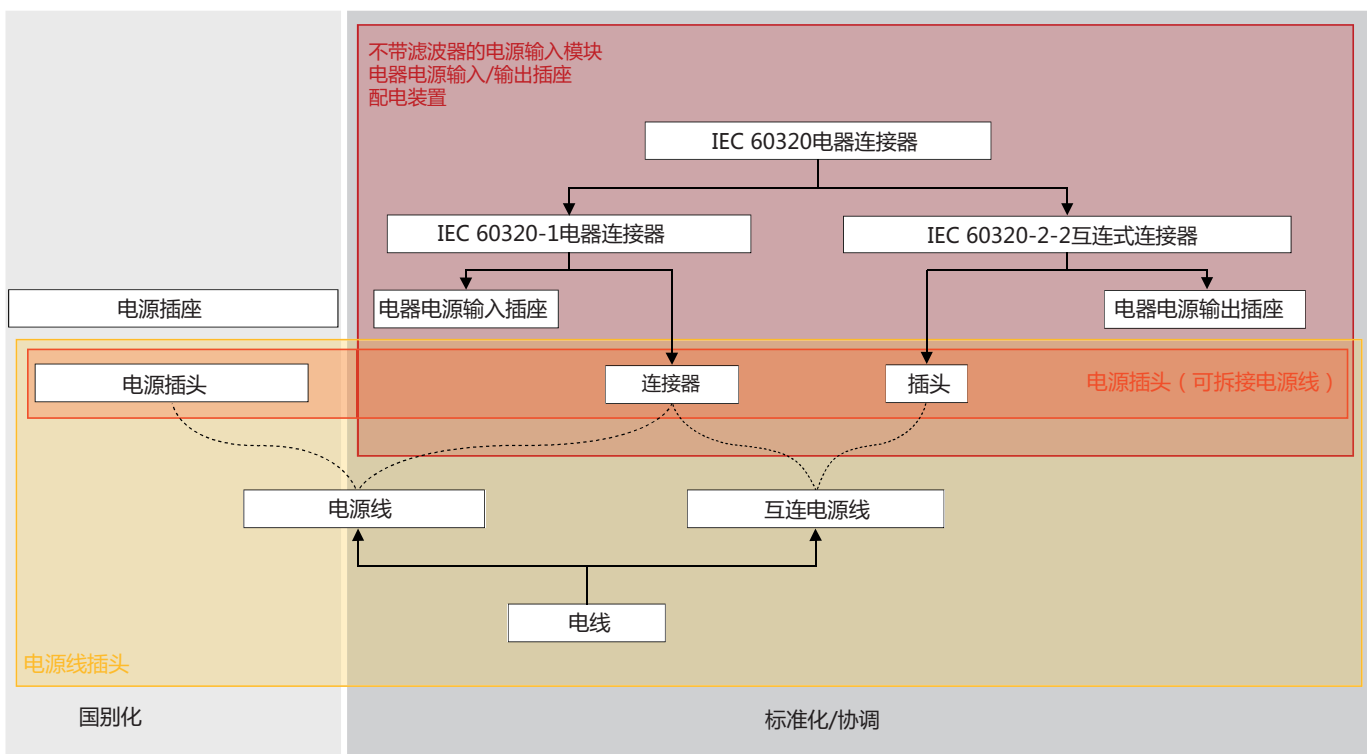 不带滤波器的电源输入模块
电器电源输入/输出插座
配电装置
IEC 60320电器连接器
IEC 60320-1电器连接器
IEC 60320-2-2互连式连接器
电源插座
电器电源输入插座
电器电源输出插座
电源插头
连接器
插头
电源插头（可拆接电源线）
电源线
互连电源线
电线
电源线插头
国别化
标准化/协调